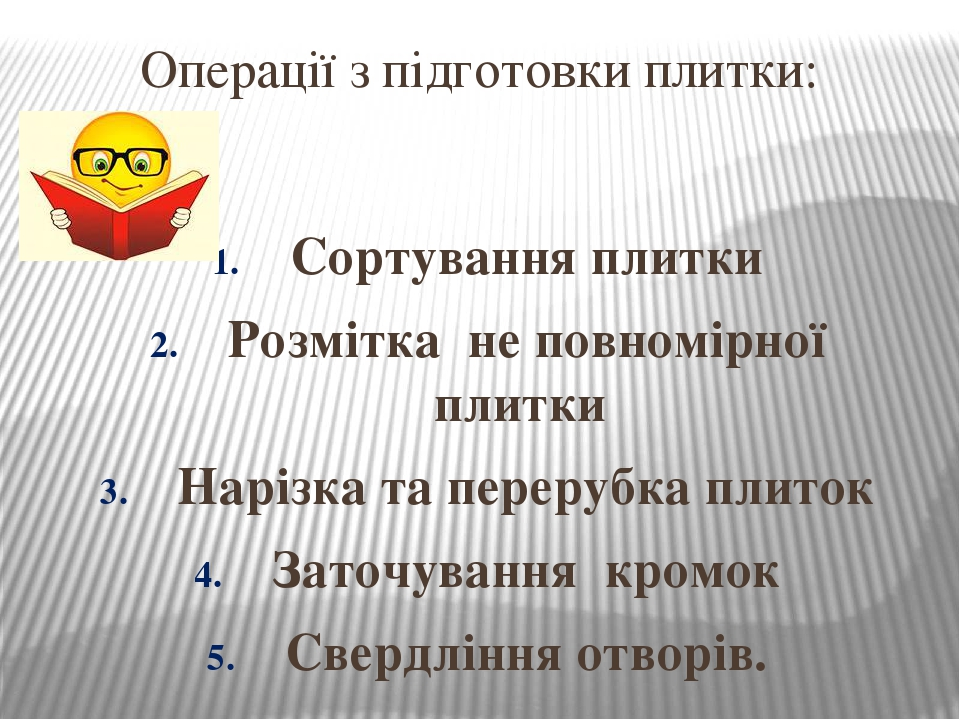 Операції з підготовки плитки:
1. Сортування плитки
2. Розмітка не повномірної
плитки
3. Нарізка та перерубка плиток
4. Заточування кромок
5. Свердління отворів.